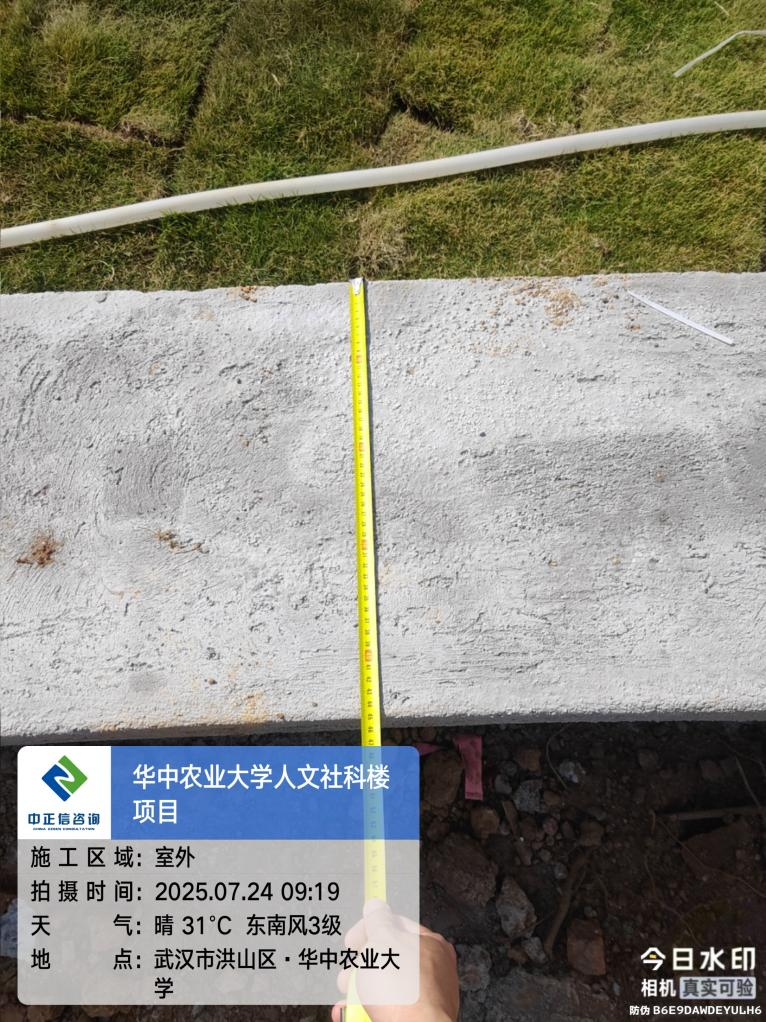 中正信咨询
华中农业大学人文社科楼
项目
施工区域：室外
拍摄时间：2025.07.24 09:19
天气：晴 31℃ 东南风3级
地点：武汉市洪山区·华中农业大
学
今日水印
相机 真实可验
防伪 B6E9DAWDEYULH6